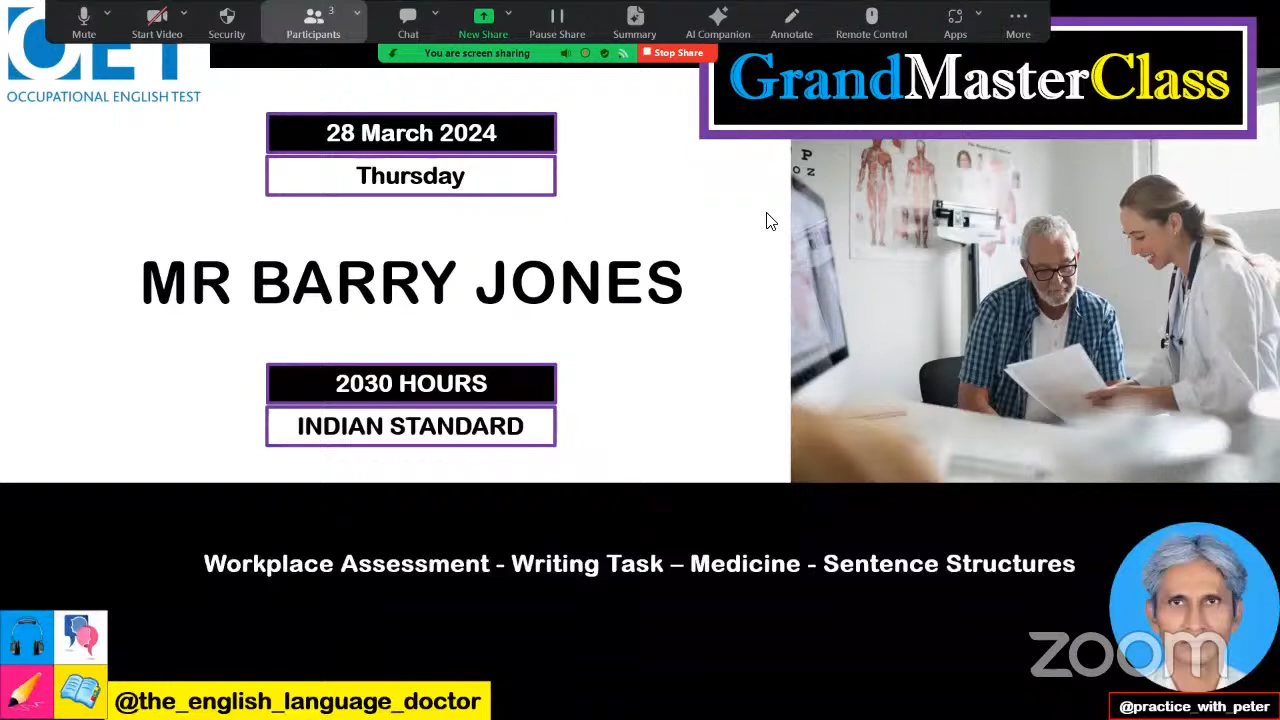 Mute
Start Video
Security
Participants
3
Chat
New Share
Pause Share
Summary
AI Companion
Annotate
Remote Control
Apps
More
You are screen sharing
Stop Share
OET
OCCUPATIONAL ENGLISH TEST
GrandMasterClass
28 March 2024
Thursday
MR BARRY JONES
2030 HOURS
INDIAN STANDARD
P
O Z
Workplace Assessment - Writing Task – Medicine - Sentence Structures
zoom
@the_english_language_doctor
@practice_with_peter